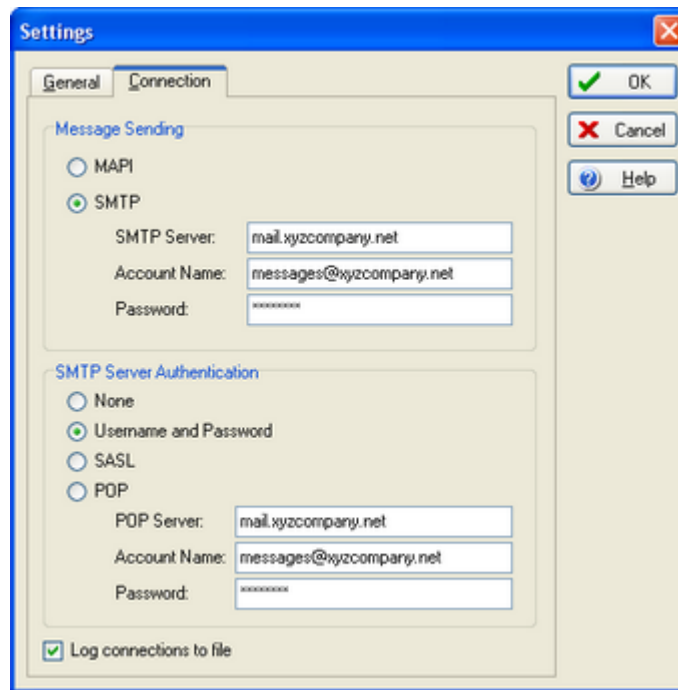 Settings
General
Connection
OK
Cancel
Help
Message Sending
MAPI
SMTP
SMTP Server: mail.xyzcompany.net
Account Name: messages@xyzcompany.net
Password: ********
SMTP Server Authentication
None
Username and Password
SASL
POP
POP Server: mail.xyzcompany.net
Account Name: messages@xyzcompany.net
Password: ********
Log connections to file